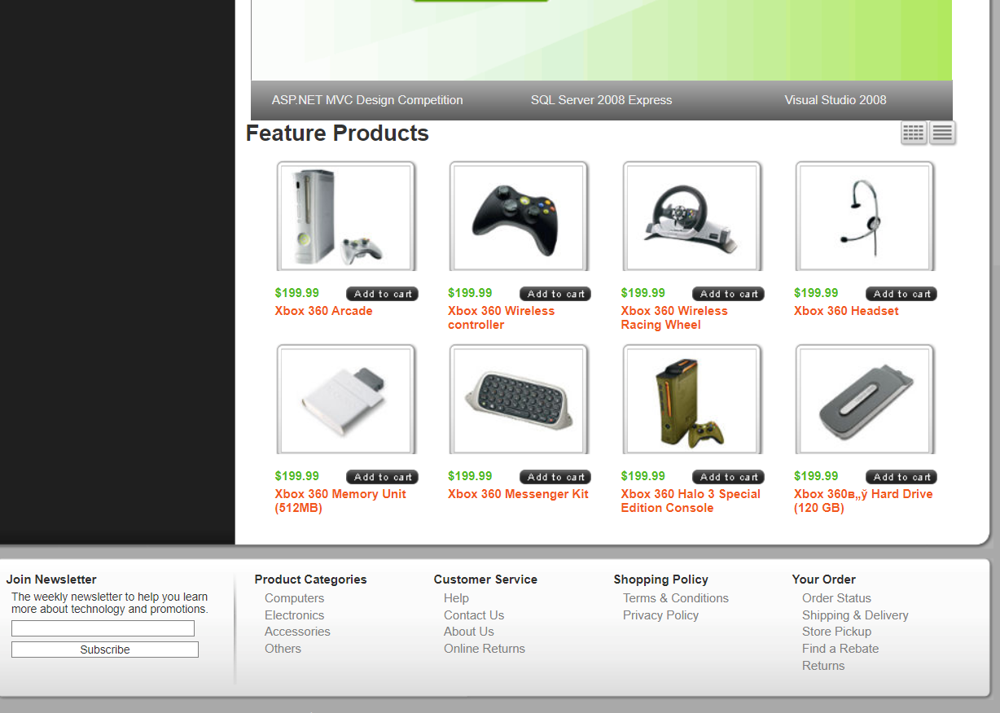 ASP.NET MVC Design Competition SQL Server 2008 Express Visual Studio 2008
Feature Products
$199.99 Add to cart $199.99 Add to cart $199.99 Add to cart $199.99 Add to cart
Xbox 360 Arcade Xbox 360 Wireless Xbox 360 Wireless Xbox 360 Headset
controller Racing Wheel
$199.99 Add to cart $199.99 Add to cart $199.99 Add to cart $199.99 Add to cart
Xbox 360 Memory Unit Xbox 360 Messenger Kit Xbox 360 Halo 3 Special Xbox 360в„ў Hard Drive
(512MB) Edition Console (120 GB)
Join Newsletter Product Categories Customer Service Shopping Policy Your Order
The weekly newsletter to help you learn Computers Help Terms & Conditions Order Status
more about technology and promotions. Electronics Contact Us Privacy Policy Shipping & Delivery
Accessories About Us Store Pickup
Subscribe Others Online Returns Find a Rebate
Returns